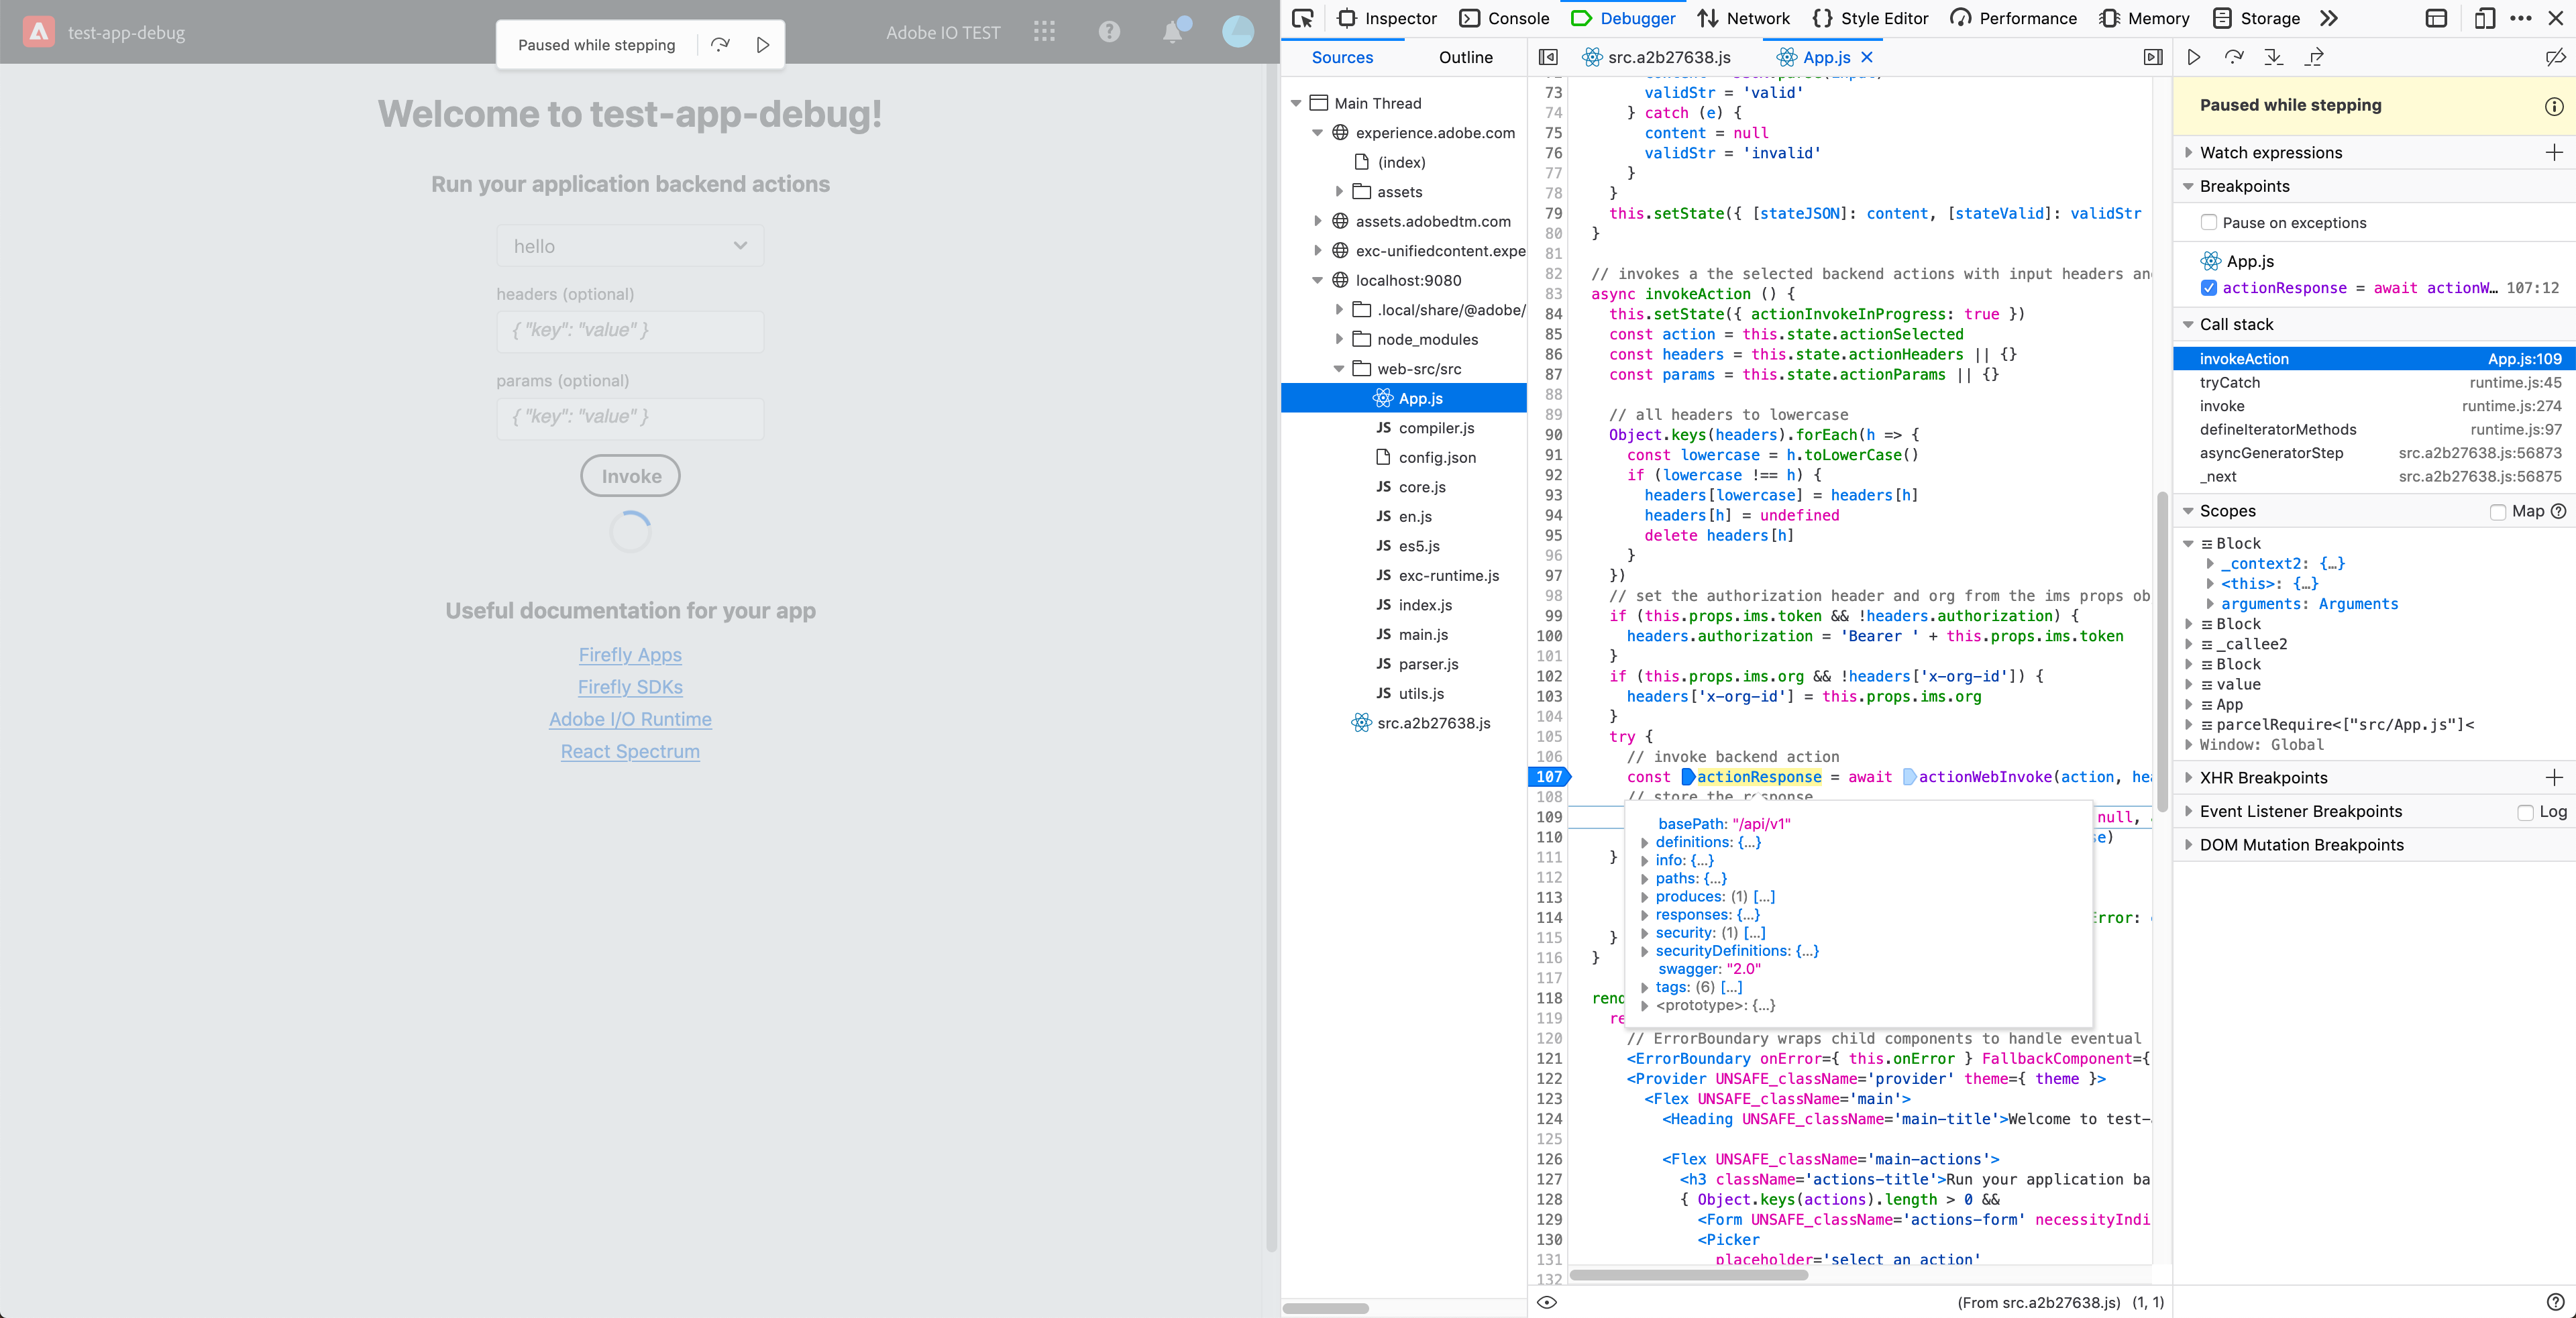 test-app-debug
Paused while stepping
Adobe IO TEST
Welcome to test-app-debug!
Run your application backend actions
hello
headers (optional)
{ "key": "value" }
params (optional)
{ "key": "value" }
Invoke
Useful documentation for your app
Firefly Apps
Firefly SDKs
Adobe I/O Runtime
React Spectrum
Inspector
Console
Debugger
Network
Style Editor
Performance
Memory
Storage
Sources
Outline
src.a2b27638.js
App.js
Main Thread
experience.adobe.com
(index)
assets
assets.adobedtm.com
exc-unifiedcontent.expe
localhost:9080
.local/share/@adobe/
node_modules
web-src/src
App.js
JS compiler.js
config.json
JS core.js
JS en.js
JS es5.js
JS exc-runtime.js
JS index.js
JS main.js
JS parser.js
JS utils.js
src.a2b27638.js
73 validStr = 'valid'
74 } catch (e) {
75 content = null
76 validStr = 'invalid'
77 }
78 }
79 this.setState({ [stateJSON]: content, [stateValid]: validStr
80 }
81
82 // invokes a the selected backend actions with input headers an
83 async invokeAction () {
84 this.setState({ actionInvokeInProgress: true })
85 const action = this.state.actionSelected
86 const headers = this.state.actionHeaders || {}
87 const params = this.state.actionParams || {}
88
89 // all headers to lowercase
90 Object.keys(headers).forEach(h => {
91 const lowercase = h.toLowerCase()
92 if (lowercase !== h) {
93 headers[lowercase] = headers[h]
94 headers[h] = undefined
95 delete headers[h]
96 }
97 })
98 // set the authorization header and org from the ims props ob
99 if (this.props.ims.token && !headers.authorization) {
100 headers.authorization = 'Bearer ' + this.props.ims.token
101 }
102 if (this.props.ims.org && !headers['x-org-id']) {
103 headers['x-org-id'] = this.props.ims.org
104 }
105 try {
106 // invoke backend action
107 const actionResponse = await actionWebInvoke(action, hea
108 // store the response
109 null,
110 se)
111 }
112
113
114 Error:
115 }
116 }
117
118 rend
119 re
120 // ErrorBoundary wraps child components to handle eventual
121 <ErrorBoundary onError={ this.onError } FallbackComponent={
122 <Provider UNSAFE_className='provider' theme={ theme }>
123 <Flex UNSAFE_className='main'>
124 <Heading UNSAFE_className='main-title'>Welcome to test-
125
126 <Flex UNSAFE_className='main-actions'>
127 <h3 className='actions-title'>Run your application ba
128 { Object.keys(actions).length > 0 &&
129 <Form UNSAFE_className='actions-form' necessityIndi
130 <Picker
131 placeholder='select an action'
132
basePath: "/api/v1"
definitions: {…}
info: {…}
paths: {…}
produces: (1) […]
responses: {…}
security: (1) […]
securityDefinitions: {…}
swagger: "2.0"
tags: (6) […]
<prototype>: {…}
(From src.a2b27638.js) (1, 1)
Paused while stepping
Watch expressions
Breakpoints
Pause on exceptions
App.js
actionResponse = await actionW… 107:12
Call stack
invokeAction App.js:109
tryCatch runtime.js:45
invoke runtime.js:274
defineIteratorMethods runtime.js:97
asyncGeneratorStep src.a2b27638.js:56873
_next src.a2b27638.js:56875
Scopes Map
Block
_context2: {…}
<this>: {…}
arguments: Arguments
Block
_callee2
Block
value
App
parcelRequire<["src/App.js"]<
Window: Global
XHR Breakpoints
Event Listener Breakpoints Log
DOM Mutation Breakpoints